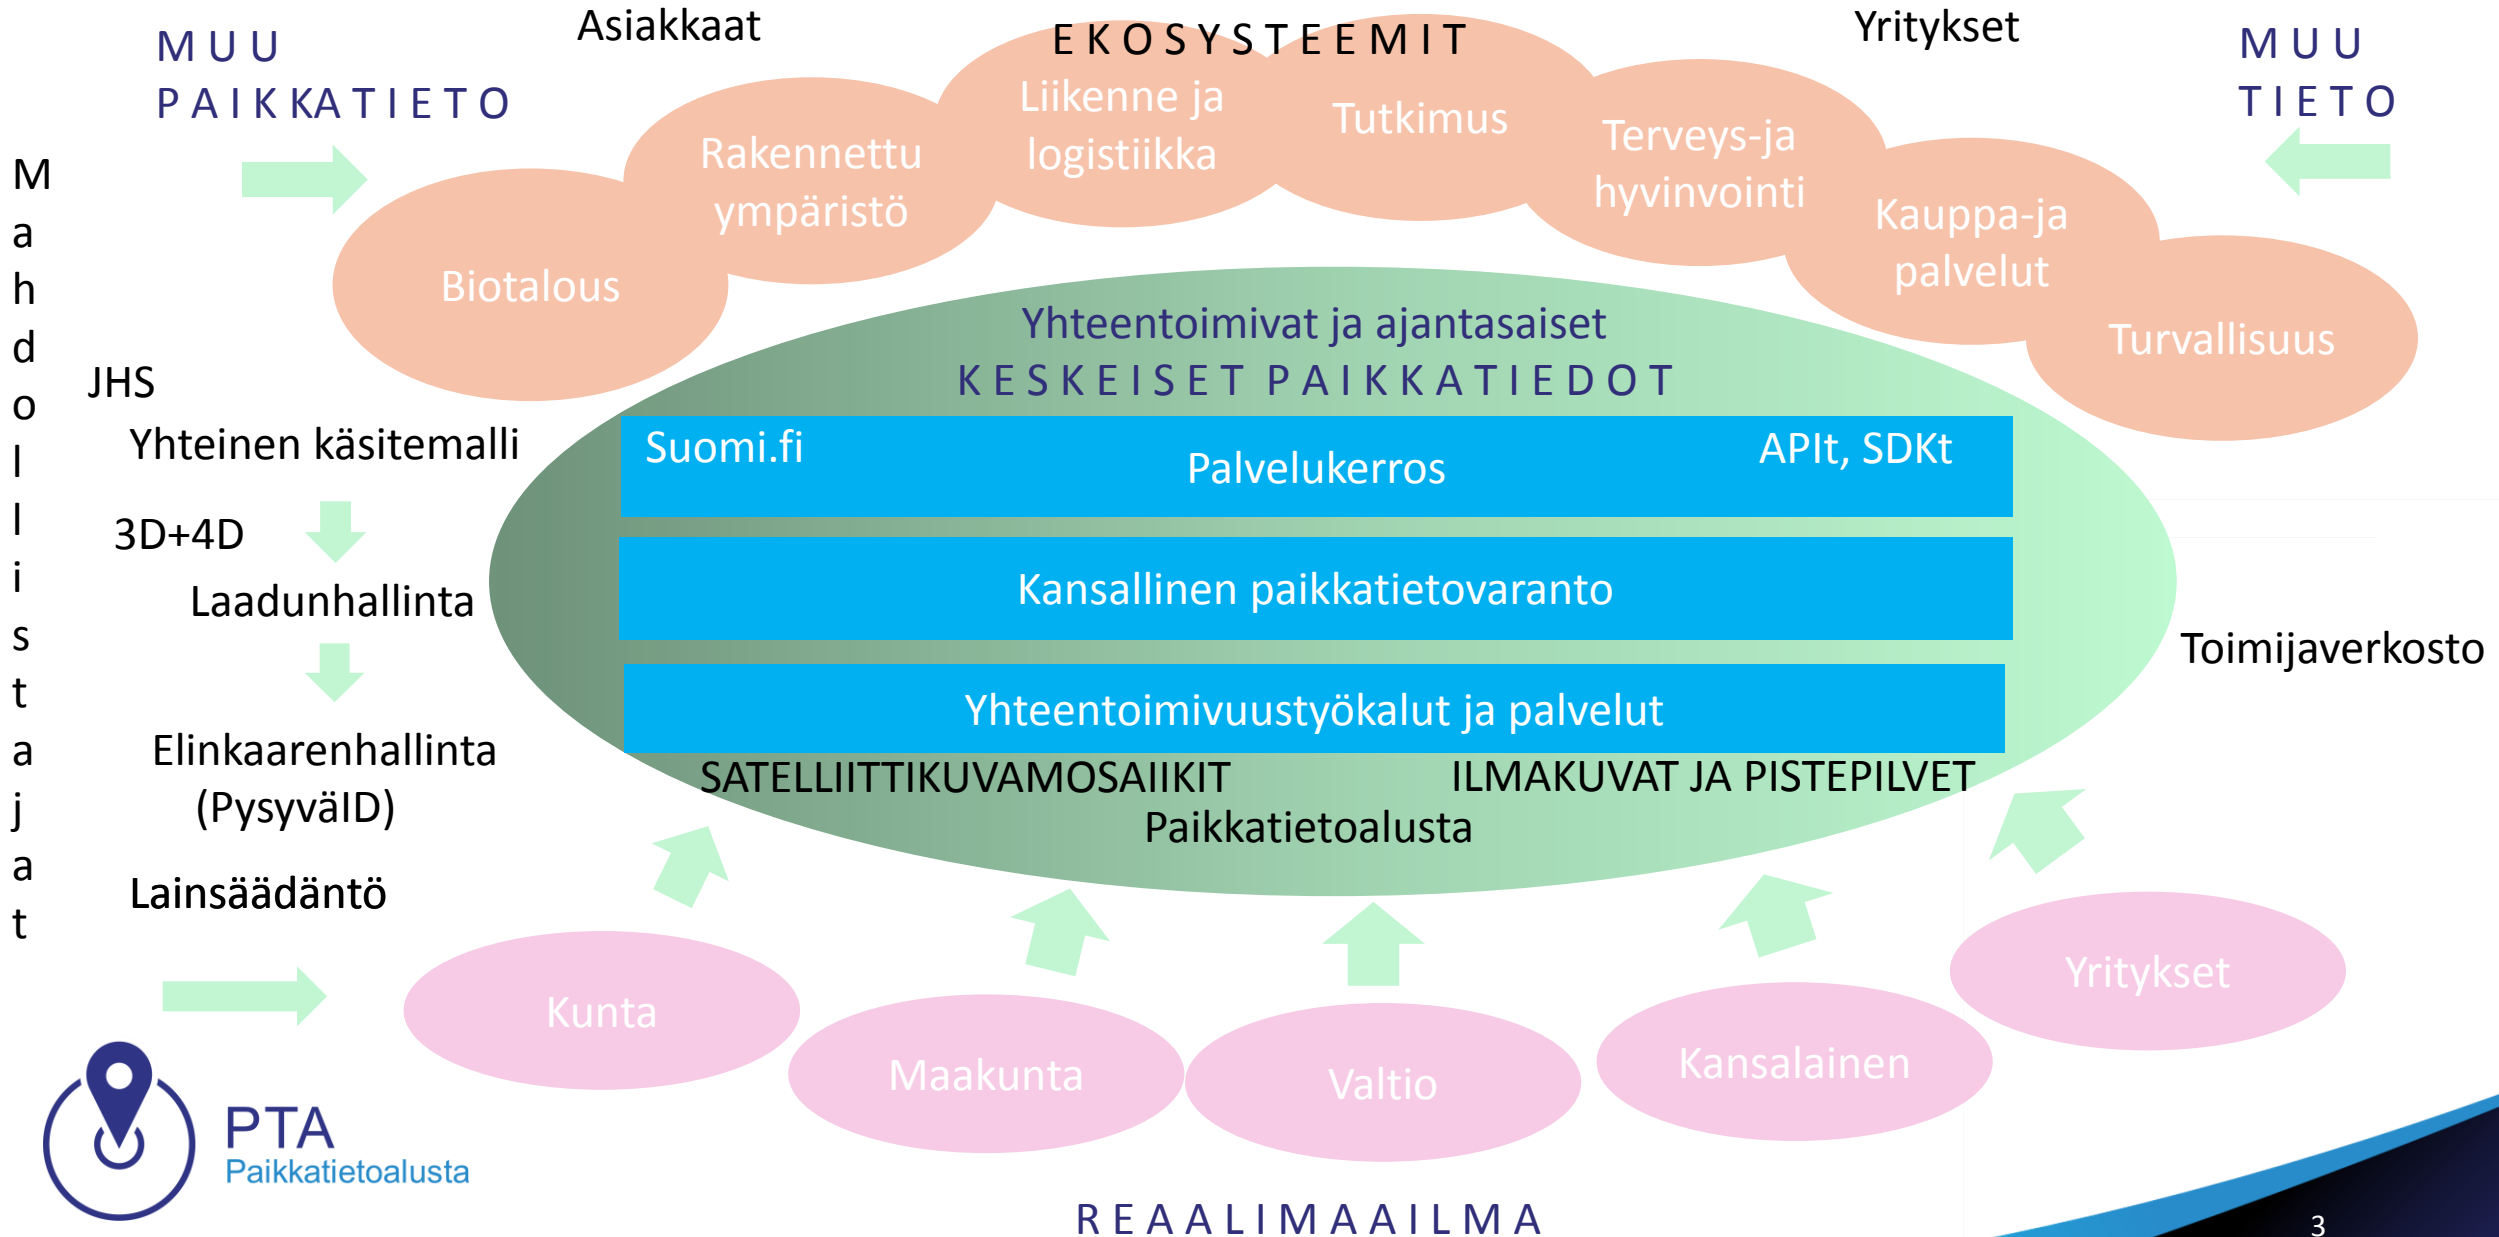 Asiakkaat
EKOSYSTEEMIT
Yritykset
MUU
PAIKKATIETO
MUU
TIETO
Biotalous
Rakennettu
ympäristö
Liikenne ja
logistiikka
Tutkimus
Terveys-ja
hyvinvointi
Kauppa-ja
palvelut
Turvallisuus
Mahdollistajat
JHS
Yhteinen käsitemalli
3D+4D
Laadunhallinta
Elinkaarenhallinta
(PysyväID)
Lainsäädäntö
Yhteentoimivat ja ajantasaiset
KESKEISET PAIKKATIEDOT
Suomi.fi
Palvelukerros
APIt, SDKt
Kansallinen paikkatietovaranto
Yhteentoimivuustyökalut ja palvelut
SATELLIITTIKUVAMOSAIIKIT
ILMAKUVAT JA PISTEPILVET
Paikkatietoalusta
Toimijaverkosto
Kunta
Maakunta
Valtio
Kansalainen
Yritykset
PTA
Paikkatietoalusta
REAALIMAAILMA
3